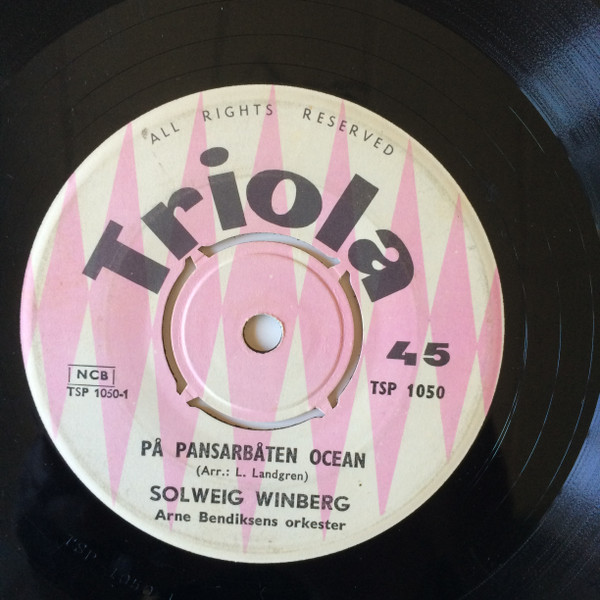 ALL RIGHTS RESERVED
Triola
45
TSP 1050
NCB
TSP 1050-1
PÅ PANSARBÅTEN OCEAN
(Arr.: L. Landgren)
SOLWEIG WINBERG
Arne Bendiksens orkester